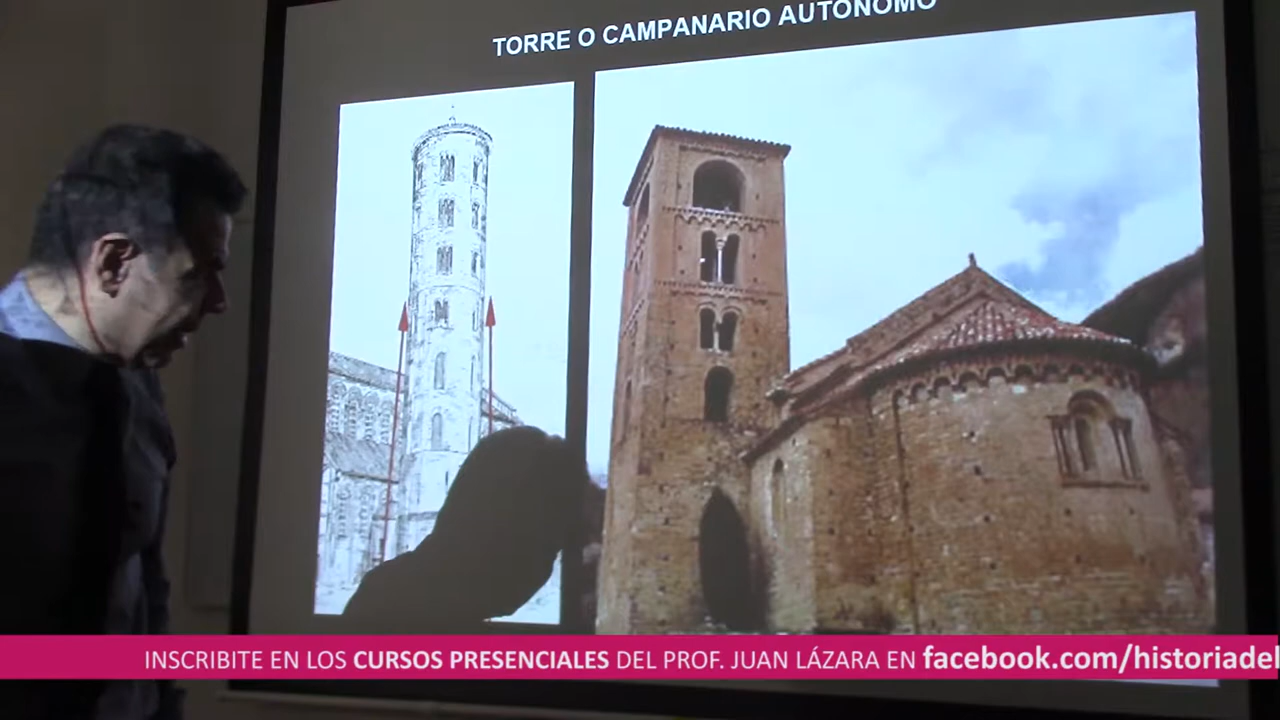 TORRE O CAMPANARIO AUTÓNOMO
INSCRIBITE EN LOS CURSOS PRESENCIALES DEL PROF. JUAN LÁZARA EN facebook.com/historiadel